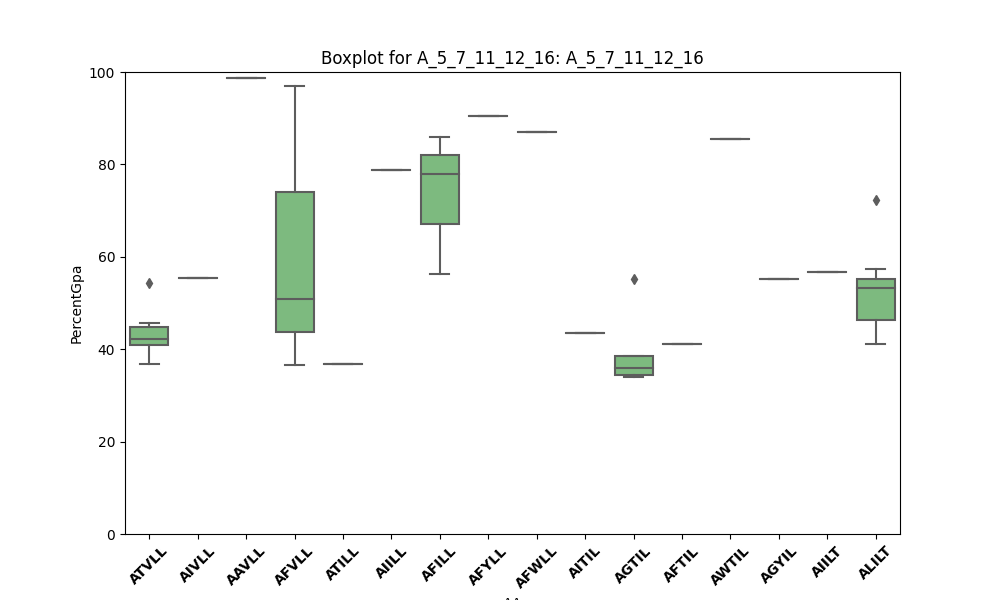 Boxplot for A_5_7_11_12_16: A_5_7_11_12_16
PercentGpa
100
80
60
40
20
0
ATVLL
AIVLL
AAVLL
AFVLL
ATILL
AIILL
AFILL
AFYLL
AFWLL
AITIL
AGTIL
AFTIL
AWTIL
AGYIL
AIILT
ALILT